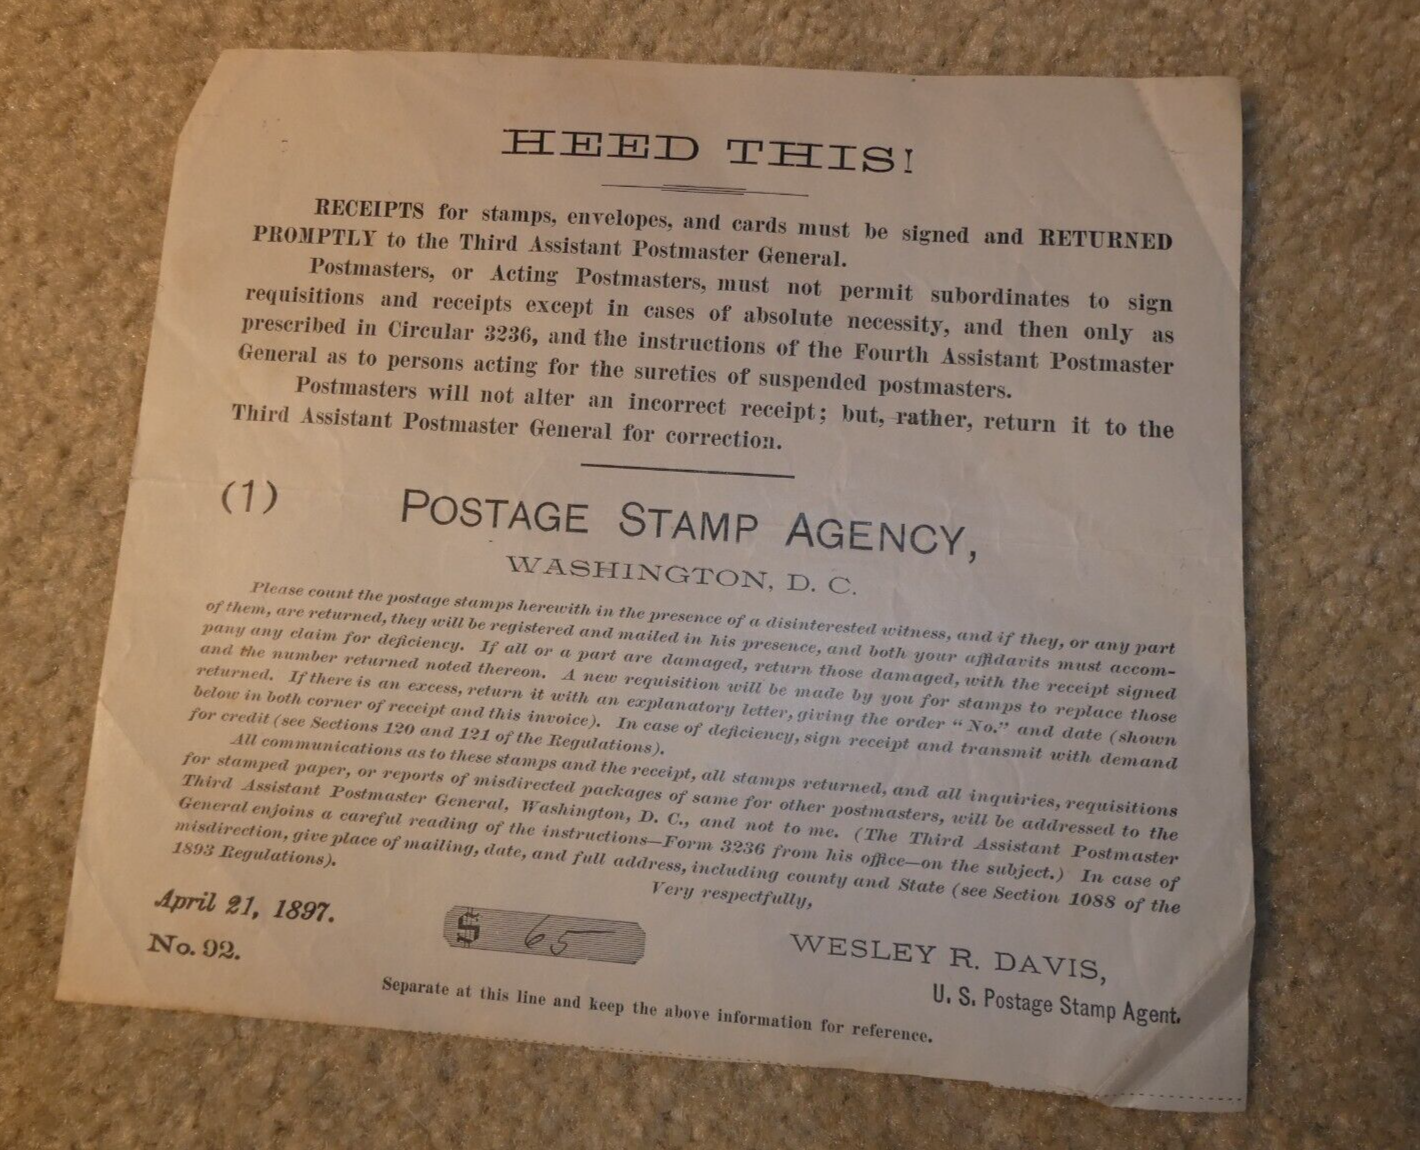 HEED THIS!
RECEIPTS for stamps, envelopes, and cards must be signed and RETURNED
PROMPTLY to the Third Assistant Postmaster General.
Postmasters, or Acting Postmasters, must not permit subordinates to sign
requisitions and receipts except in cases of absolute necessity, and then only as
prescribed in Circular 3236, and the instructions of the Fourth Assistant Postmaster
General as to persons acting for the sureties of suspended postmasters.
Postmasters will not alter an incorrect receipt; but, rather, return it to the
Third Assistant Postmaster General for correction.
(1) POSTAGE STAMP AGENCY,
WASHINGTON, D. C.
Please count the postage stamps herewith in the presence of a disinterested witness, and if they, or any part
of them, are returned, they will be registered and mailed in his presence, and both your affidavits must accom-
pany any claim for deficiency. If all or a part are damaged, return those damaged, with the receipt signed
and the number returned noted thereon. A new requisition will be made by you for stamps to replace those
returned. If there is an excess, return it with an explanatory letter, giving the order "No." and date (shown
below in both corner of receipt and this invoice). In case of deficiency, sign receipt and transmit with demand
for credit (see Sections 120 and 121 of the Regulations).
All communications as to these stamps and the receipt, all stamps returned, and all inquiries, requisitions
for stamped paper, or reports of misdirected packages of same for other postmasters, will be addressed to the
Third Assistant Postmaster General, Washington, D. C., and not to me. (The Third Assistant Postmaster
General enjoins a careful reading of the instructions—Form 3236 from his office—on the subject.) In case of
misdirection, give place of mailing, date, and full address, including county and State (see Section 1088 of the
1893 Regulations).
Very respectfully,
April 21, 1897.
No. 92.
$ 65
WESLEY R. DAVIS,
U. S. Postage Stamp Agent.
Separate at this line and keep the above information for reference.